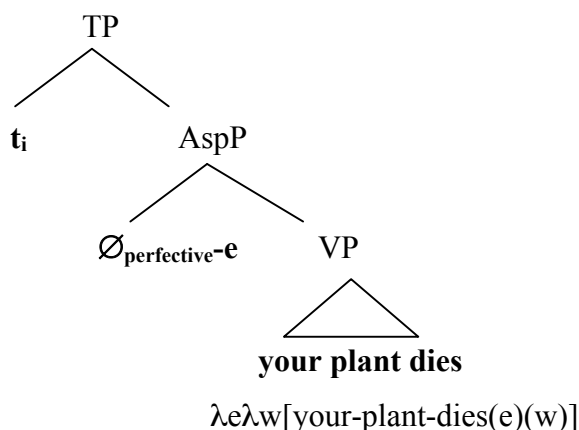 TP
tᵢ AspP
∅perfective-e VP
your plant dies
λeλw[your-plant-dies(e)(w)]